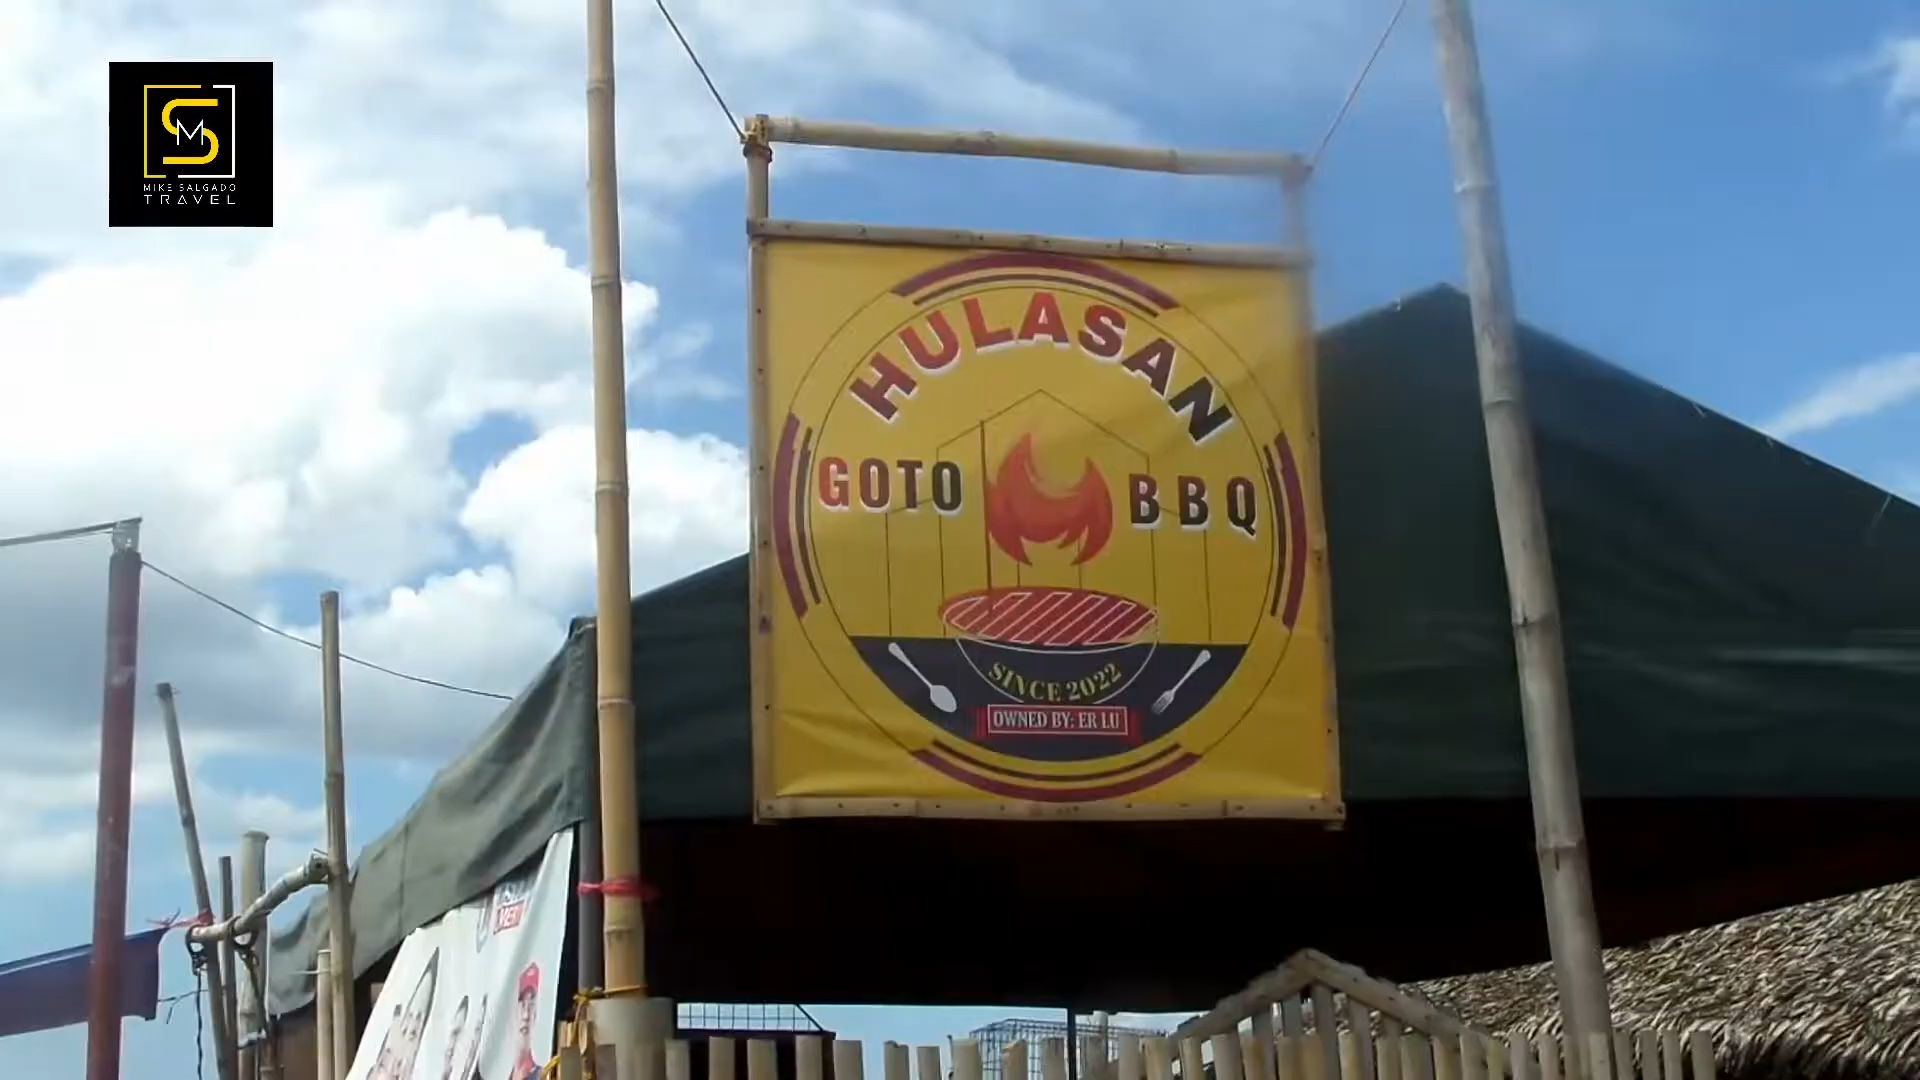 MIKE SALGADO
TRAVEL
HULASAN
GOTO BBQ
SINCE 2022
OWNED BY: ER LU